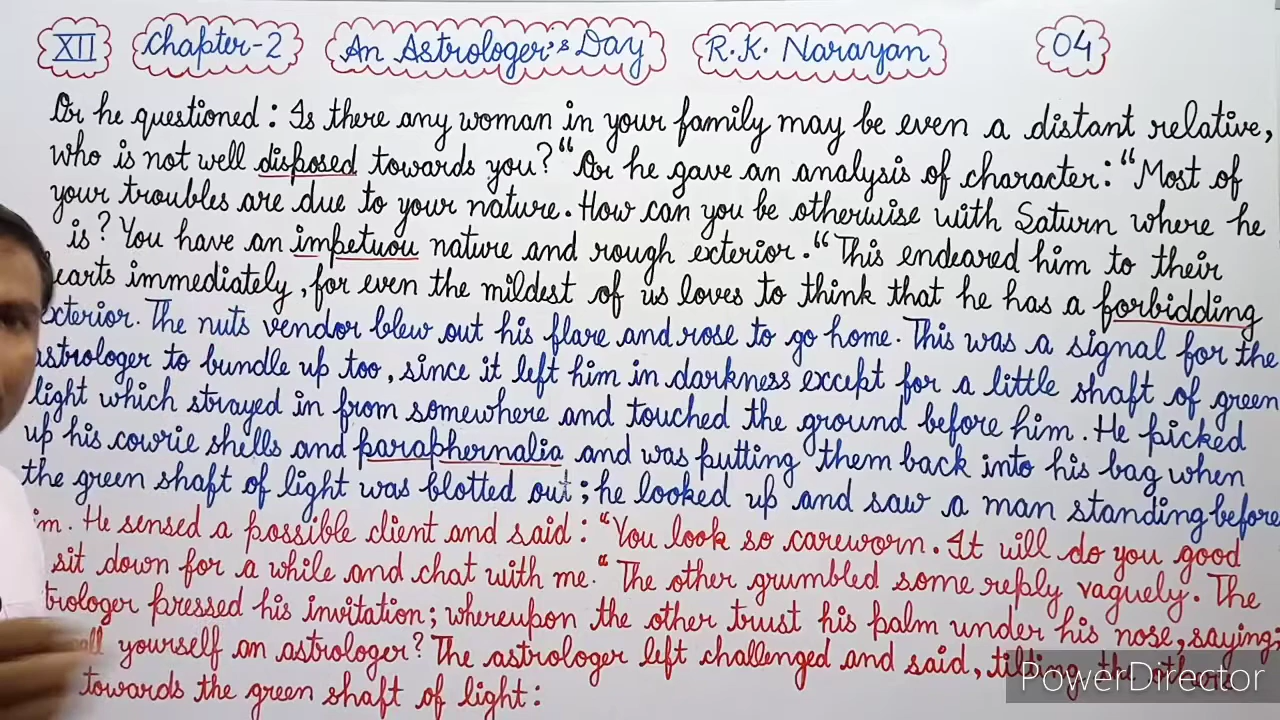 XII Chapter-2 An Astrologer's Day R.K. Narayan 04
Or he questioned : Is there any woman in your family may be even a distant relative,
who is not well disposed towards you?" Or he gave an analysis of character : "Most of
your troubles are due to your nature. How can you be otherwise with Saturn where he
is? You have an impetuou nature and rough exterior. "This endeared him to their
earts immediately, for even the mildest of us loves to think that he has a forbidding
xterior. The nuts vendor blew out his flare and rose to go home. This was a signal for the
astrologer to bundle up too, since it left him in darkness except for a little shaft of green
light which strayed in from somewhere and touched the ground before him. He picked
up his cowrie shells and paraphernalia and was putting them back into his bag when
the green shaft of light was blotted out; he looked up and saw a man standing before
im. He sensed a possible client and said : "You look so careworn. It will do you good
sit down for a while and chat with me." The other grumbled some reply vaguely. The
trologer pressed his invitation; whereupon the other trust his palm under his nose, saying:
yourself an astrologer? The astrologer left challenged and said, tilting the others
towards the green shaft of light :
PowerDirector